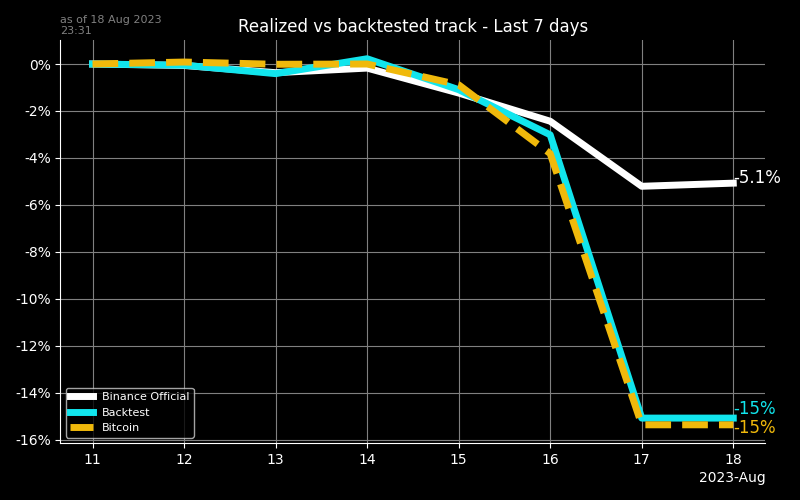 as of 18 Aug 2023
23:31
Realized vs backtested track - Last 7 days
0%
-2%
-4%
-6%
-8%
-10%
-12%
-14%
-16%
-5.1%
-15%
-15%
Binance Official
Backtest
Bitcoin
11 12 13 14 15 16 17 18
2023-Aug